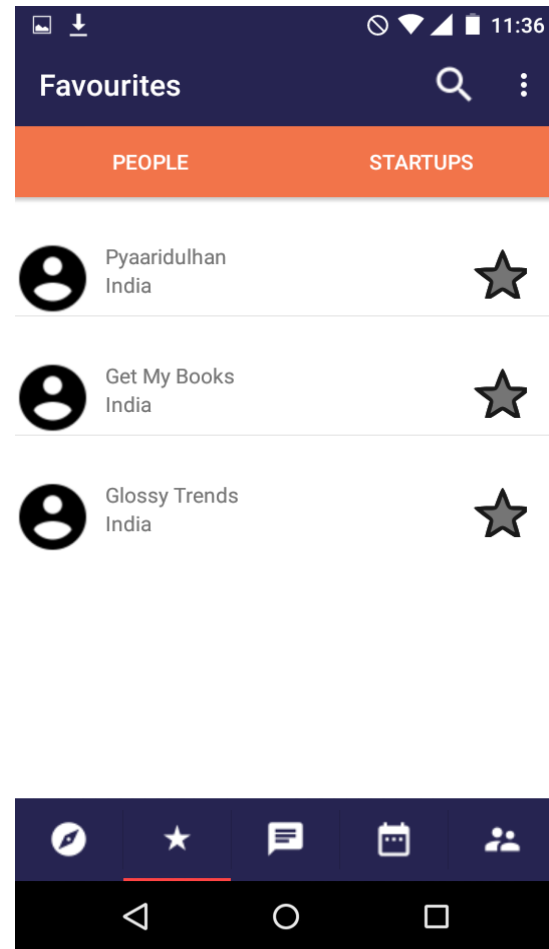 11:36
Favourites
PEOPLE STARTUPS
Pyaaridulhan
India
Get My Books
India
Glossy Trends
India